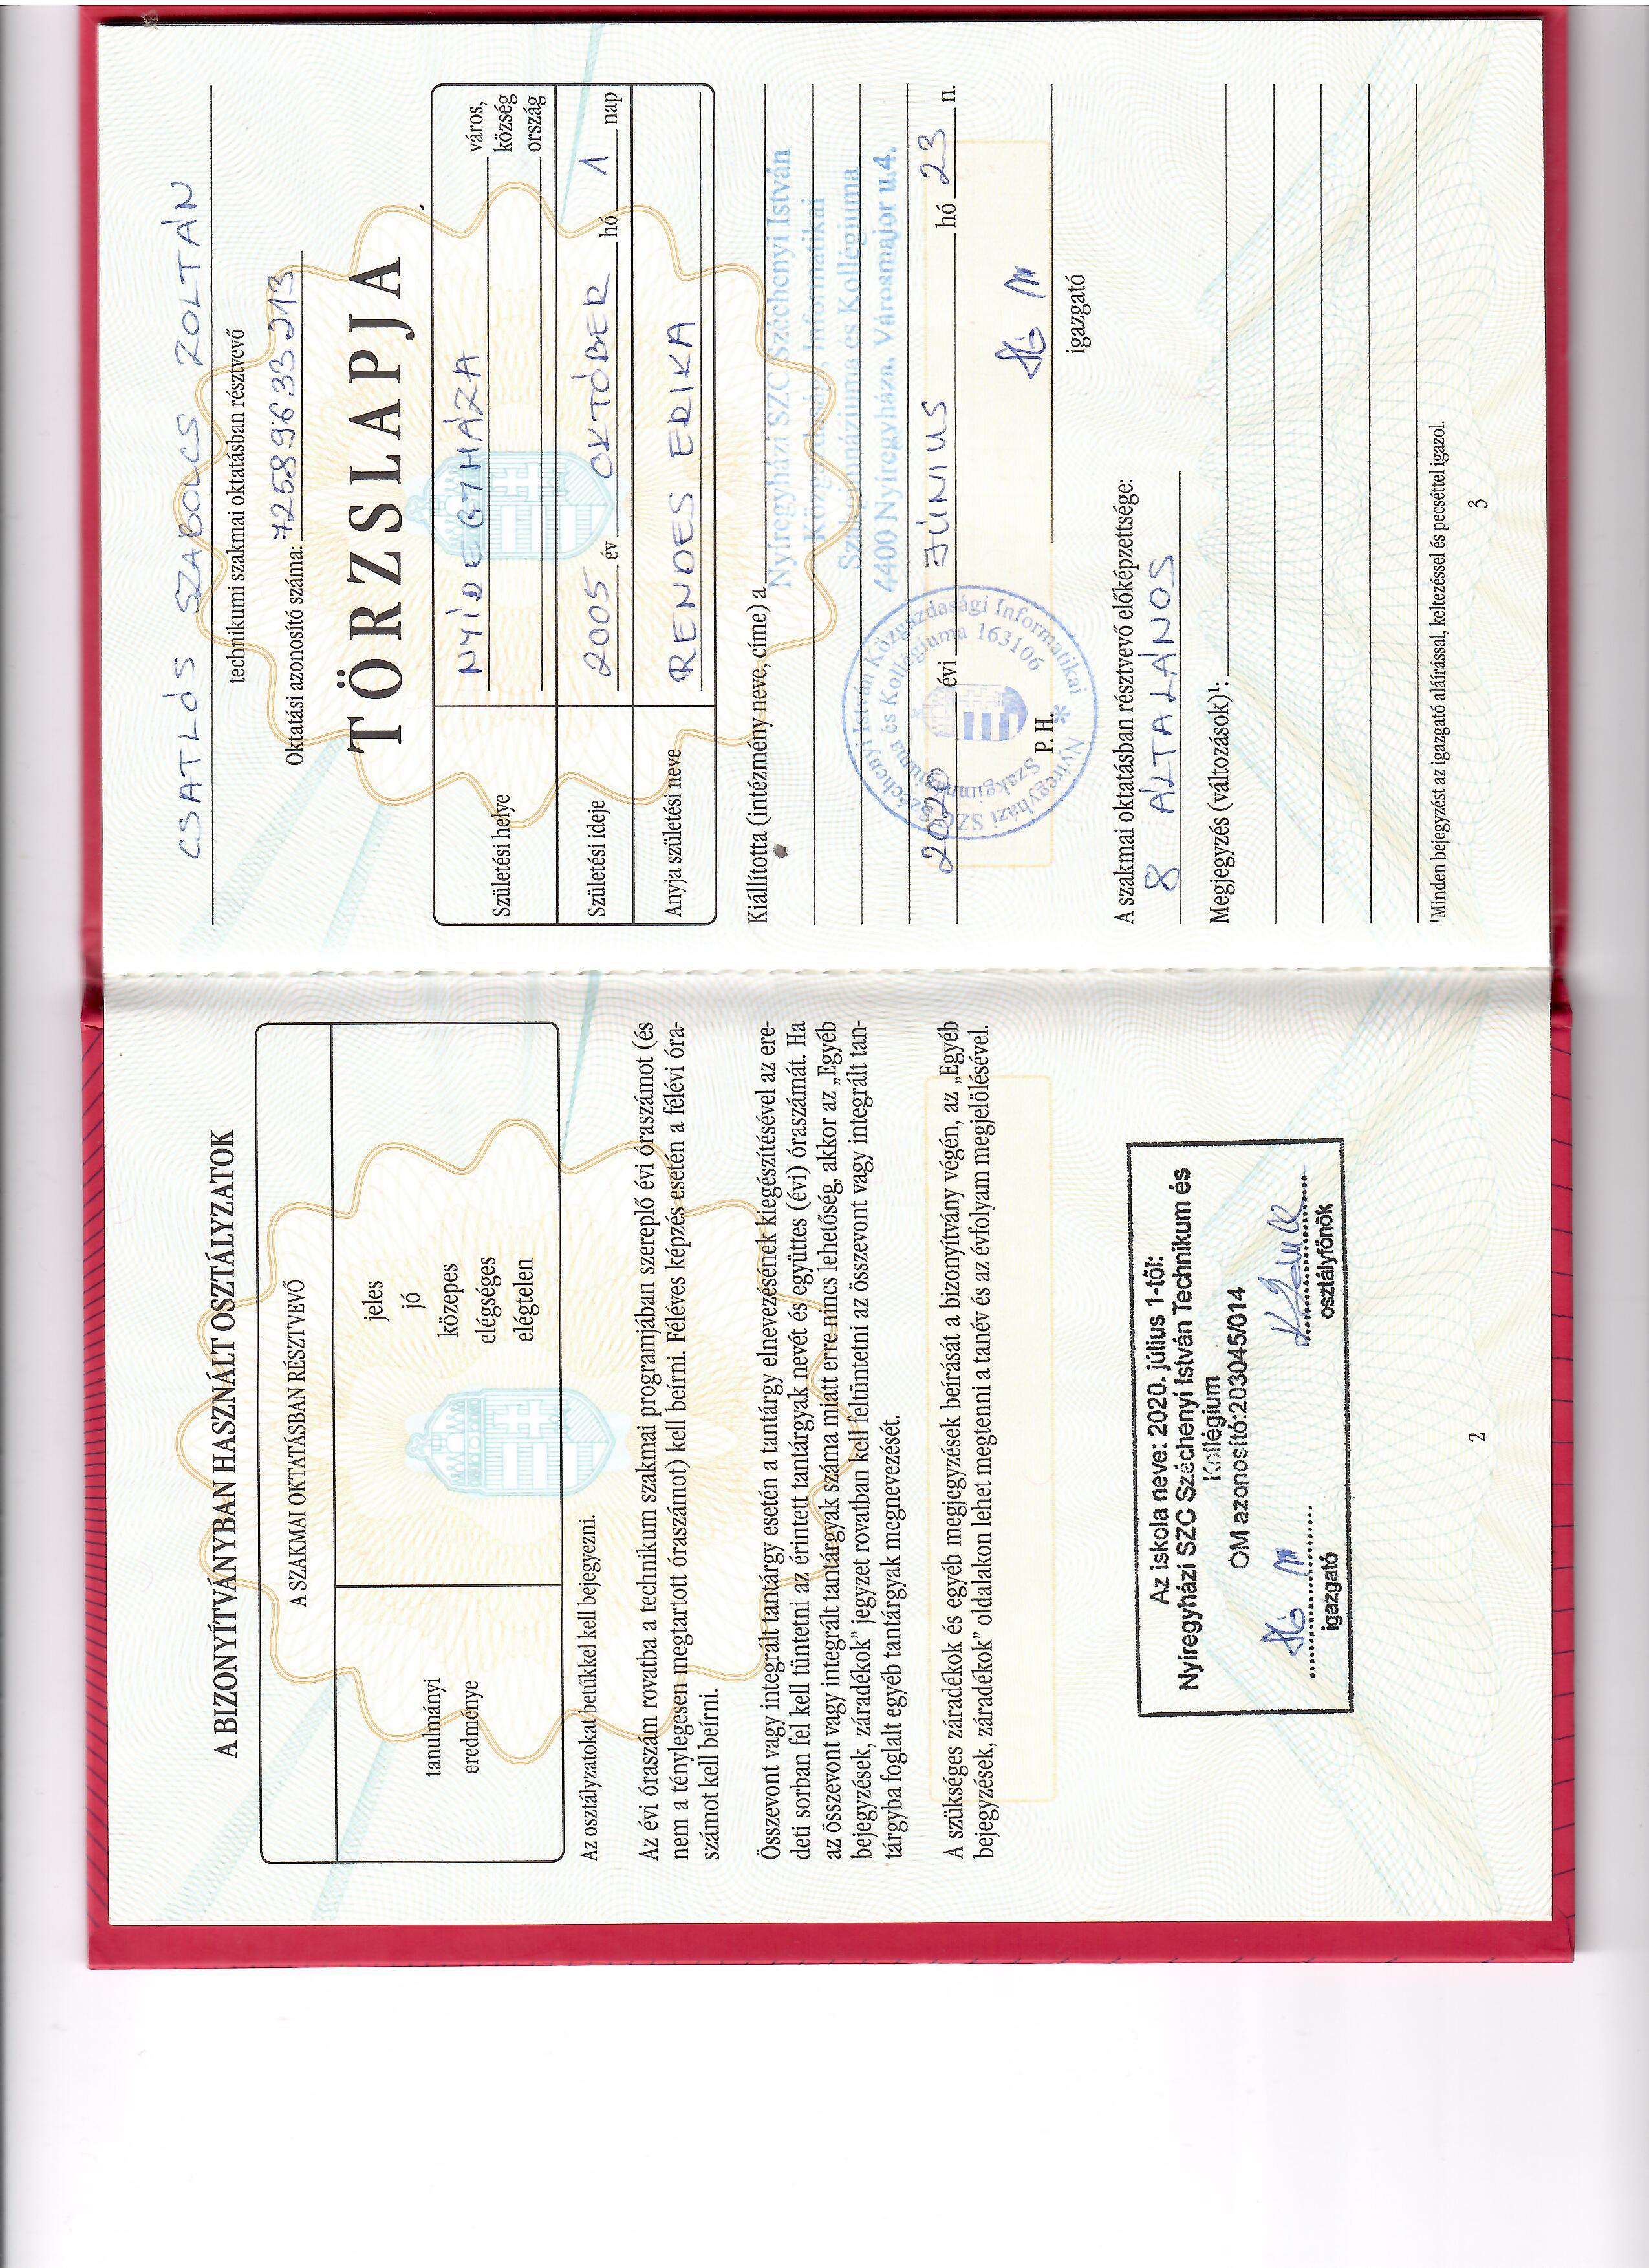 A BIZONYÍTVÁNYBAN HASZNÁLT OSZTÁLYZATOK
A SZAKMAI OKTATÁSBAN RÉSZTVEVŐ
tanulmányi
eredménye
jeles
jó
közepes
elégséges
elégtelen
Az osztályzatokat betűkkel kell bejegyezni.
Az évi óraszám rovatba a technikum szakmai programjában szereplő évi óraszámot (és
nem a ténylegesen megtartott óraszámot) kell beírni. Féléves képzés esetén a félévi óra-
számot kell beírni.
Összevont vagy integrált tantárgy esetén a tantárgy elnevezésének kiegészítésével az ere-
deti sorban fel kell tüntetni az érintett tantárgyak nevét és együttes (évi) óraszámát. Ha
az összevont vagy integrált tantárgyak száma miatt erre nincs lehetőség, akkor az „Egyéb
bejegyzések, záradékok” jegyzet rovatban kell feltüntetni az összevont vagy integrált tan-
tárgyba foglalt egyéb tantárgyak megnevezését.
A szükséges záradékok és egyéb megjegyzések beírását a bizonyítvány végén, az „Egyéb
bejegyzések, záradékok” oldalakon lehet megtenni a tanév és az évfolyam megjelölésével.
Az iskola neve: 2020. július 1-től:
Nyíregyházi SZC Széchenyi István Technikum és
Kollégium
OM azonosító:203045/014
igazgató
osztályfőnök
2
CSATLÓS SZABOLCS ZOLTÁN
technikumi szakmai oktatásban résztvevő
Oktatási azonosító száma: 72589633213
TÖRZSLAPJA
Születési helye
NYÍREGYHÁZA
város,
község
ország
Születési ideje
2005 év OKTÓBER hó 1 nap
Anyja születési neve
RENDES ERIKA
Kiállította (intézmény neve, címe) a
Nyíregyházi SZC Széchenyi István
Közgazdasági, Informatikai
Szakgimnáziuma és Kollégiuma
4400 Nyíregyháza, Városmajor u.4.
2020 évi JÚNIUS hó 23 n.
Nyíregyházi SZC Széchenyi István Közgazdasági Informatikai
Szakgimnáziuma és Kollégiuma 163106
P.H.
igazgató
A szakmai oktatásban résztvevő előképzettsége:
8 ÁLTALÁNOS
Megjegyzés (változások)¹:
¹Minden bejegyzést az igazgató aláírással, keltezéssel és pecséttel igazol.
3